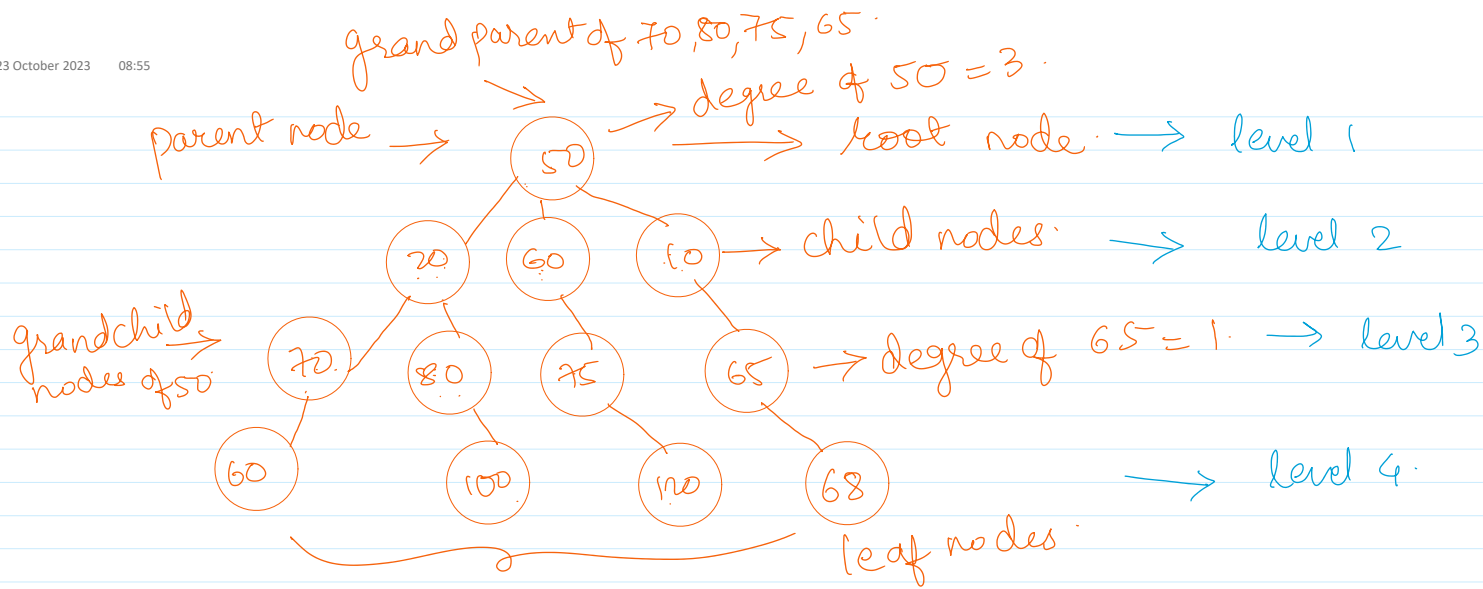 23 October 2023 08:55
grand parent of 70,80,75,65.
degree of 50 = 3.
parent node
root node. level 1
50
20 60 10 child nodes. level 2
grandchild nodes of 50
70 80 75 65 degree of 65 = 1. level 3
60 100 120 68 level 4.
leaf nodes.